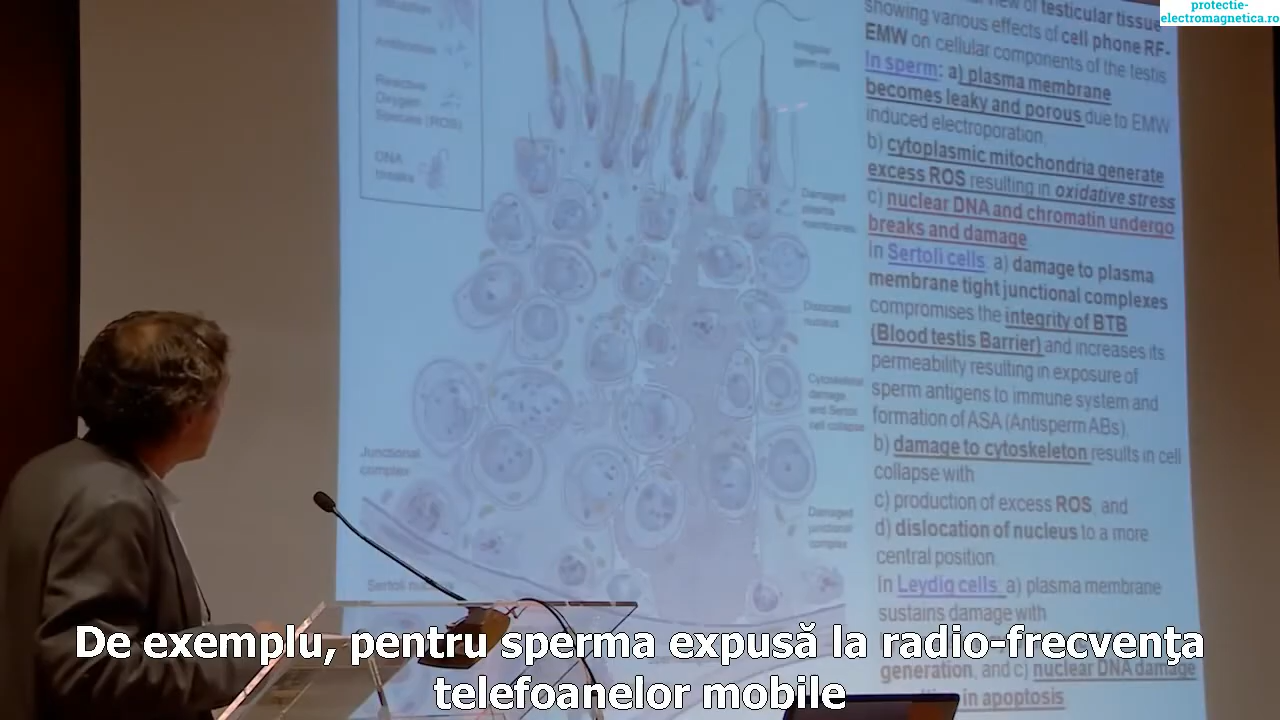 protectie-
electromagnetica.ro
view of testicular tissue
showing various effects of cell phone RF-
EMW on cellular components of the testis
In sperm: a) plasma membrane
becomes leaky and porous due to EMW
induced electroporation,
b) cytoplasmic mitochondria generate
excess ROS resulting in oxidative stress
c) nuclear DNA and chromatin undergo
breaks and damage
In Sertoli cells, a) damage to plasma
membrane tight junctional complexes
compromises the integrity of BTB
(Blood testis Barrier) and increases its
permeability resulting in exposure of
sperm antigens to immune system and
formation of ASA (Antisperm ABs),
b) damage to cytoskeleton results in cell
collapse with
c) production of excess ROS, and
d) dislocation of nucleus to a more
central position.
In Leydig cells, a) plasma membrane
sustains damage with
generation, and c) nuclear DNA damage
in apoptosis
Antibodies
Reactive
Oxygen
Species (ROS)
DNA
breaks
Irregular
germ cells
Damaged
plasma
membranes
Dislocated
nucleus
Cytoskeletal
damage
and Sertoli
cell collapse
Junctional
complex
Damaged
junctional
complex
Sertoli
De exemplu, pentru sperma expusă la radio-frecvenţa
telefoanelor mobile